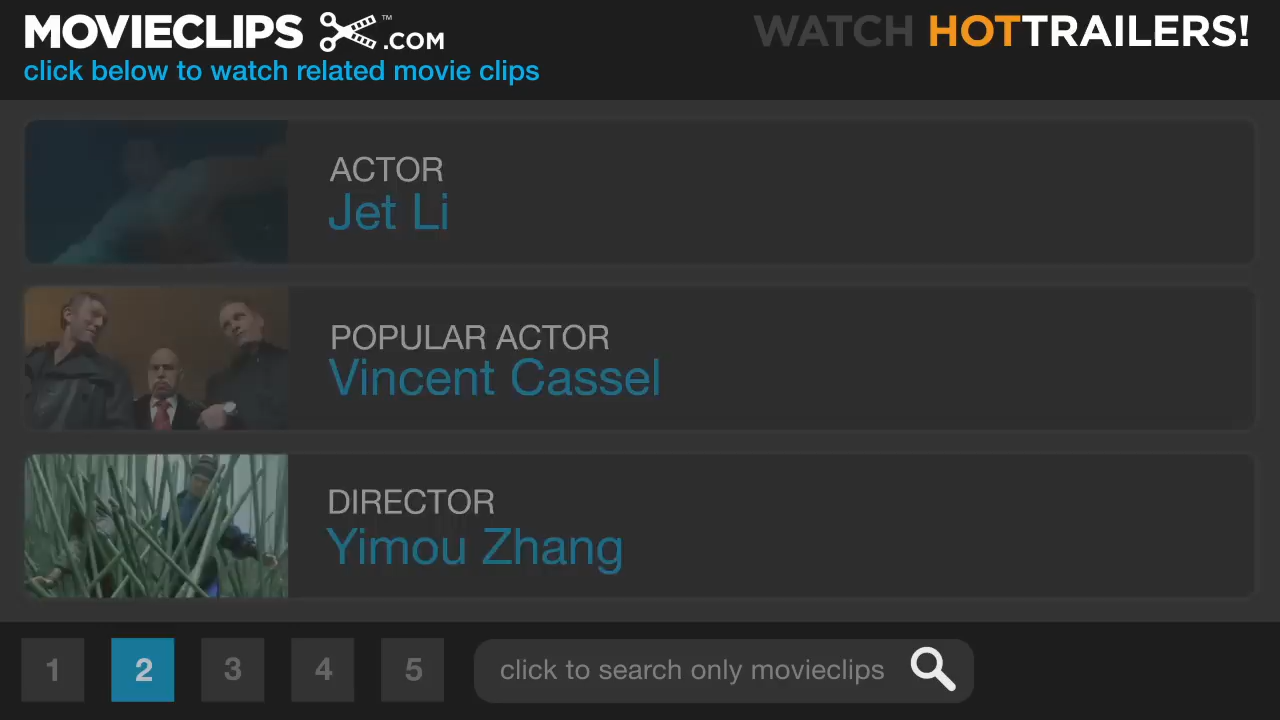 MOVIECLIPS ™ .COM
WATCH HOTTRAILERS!
click below to watch related movie clips
ACTOR
Jet Li
POPULAR ACTOR
Vincent Cassel
DIRECTOR
Yimou Zhang
1 2 3 4 5 click to search only movieclips